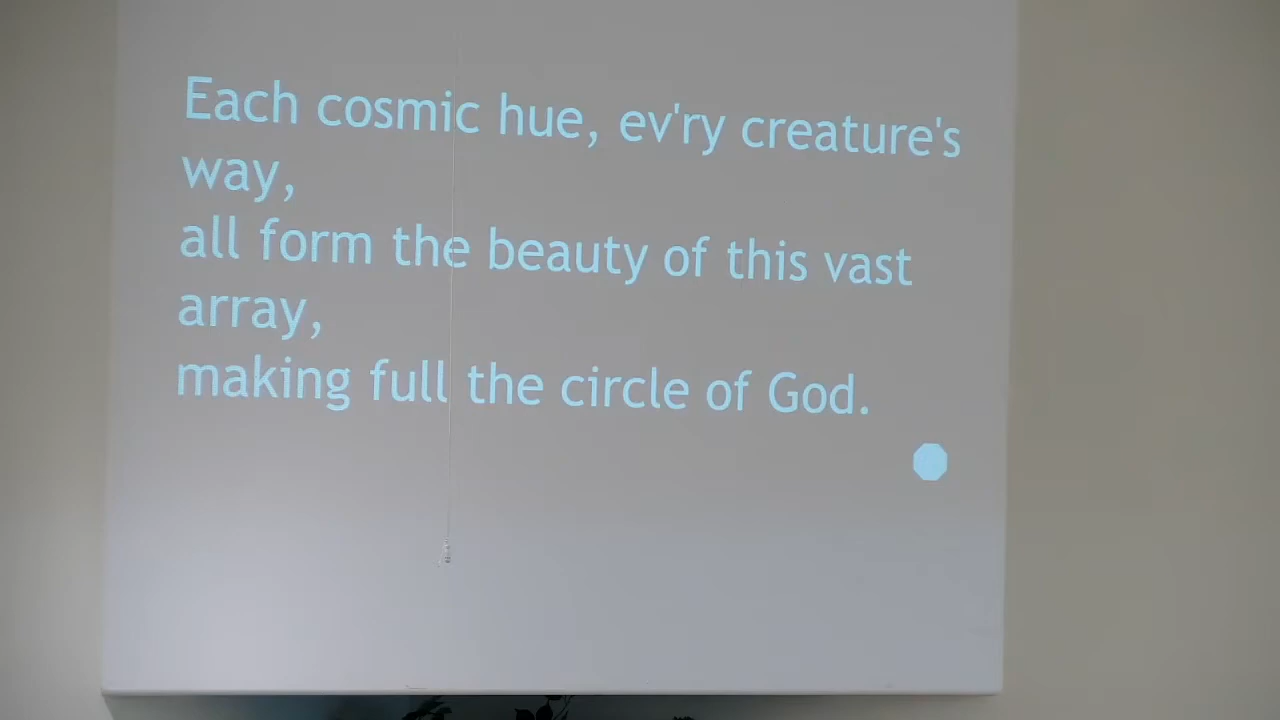 Each cosmic hue, ev'ry creature's
way,
all form the beauty of this vast
array,
making full the circle of God.